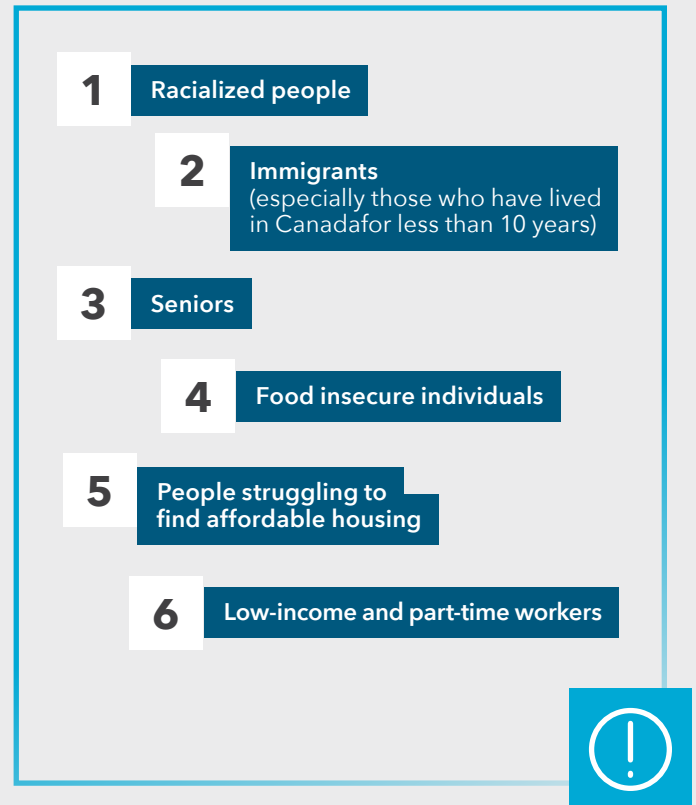 1
Racialized people
2
Immigrants
(especially those who have lived
in Canadafor less than 10 years)
3
Seniors
4
Food insecure individuals
5
People struggling to
find affordable housing
6
Low-income and part-time workers